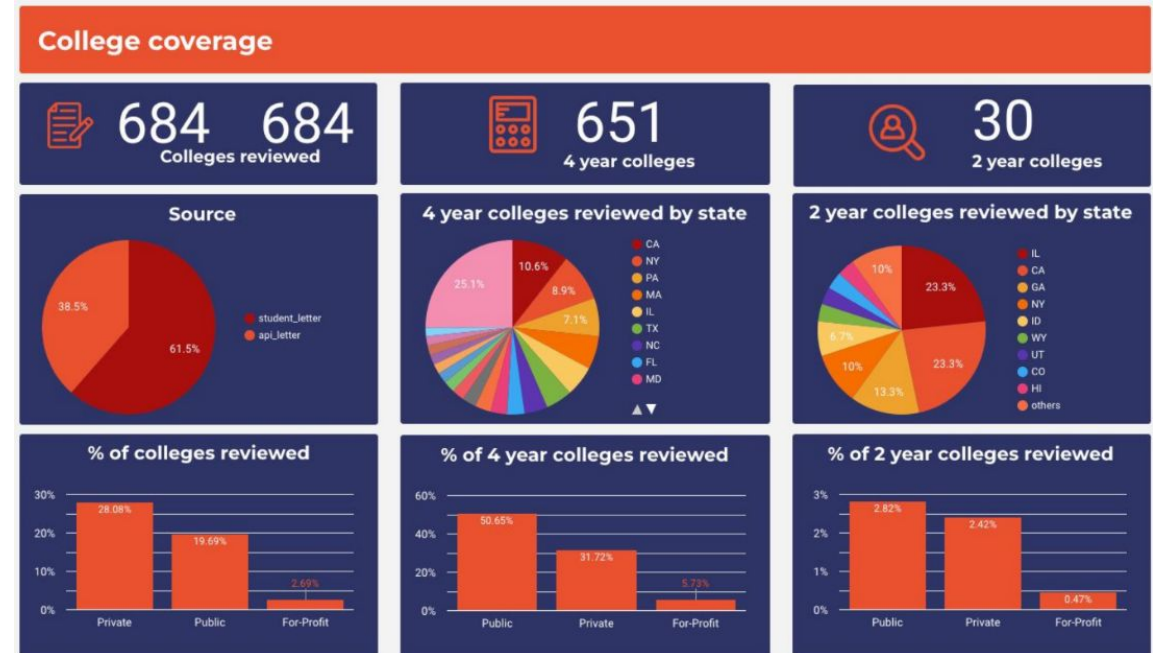 College coverage
684 684
Colleges reviewed
651
4 year colleges
30
2 year colleges
Source
38.5%
61.5%
student_letter
api_letter
4 year colleges reviewed by state
10.6%
8.9%
7.1%
25.1%
CA
NY
PA
MA
IL
TX
NC
FL
MD
2 year colleges reviewed by state
10%
23.3%
6.7%
10%
13.3%
23.3%
IL
CA
GA
NY
ID
WY
UT
CO
HI
others
% of colleges reviewed
30%
20%
10%
0%
28.08%
19.69%
2.69%
Private Public For-Profit
% of 4 year colleges reviewed
60%
40%
20%
0%
50.65%
31.72%
5.73%
Public Private For-Profit
% of 2 year colleges reviewed
3%
2%
1%
0%
2.82%
2.42%
0.47%
Public Private For-Profit